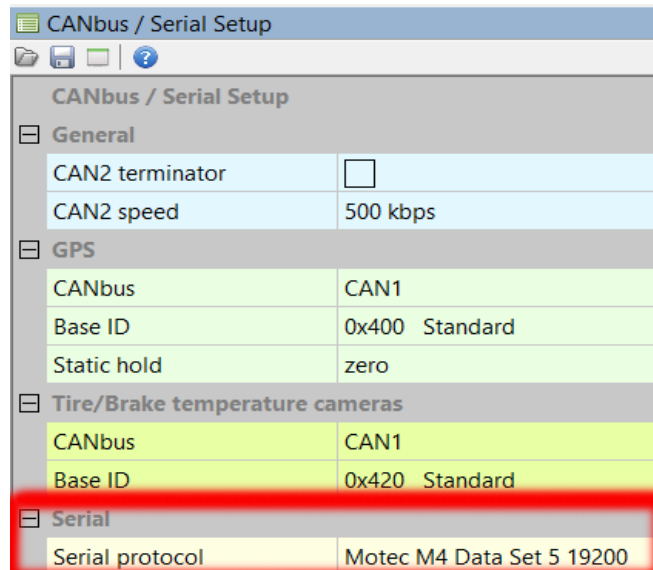 CANbus / Serial Setup
CANbus / Serial Setup
General
CAN2 terminator
CAN2 speed 500 kbps
GPS
CANbus CAN1
Base ID 0x400 Standard
Static hold zero
Tire/Brake temperature cameras
CANbus CAN1
Base ID 0x420 Standard
Serial
Serial protocol Motec M4 Data Set 5 19200